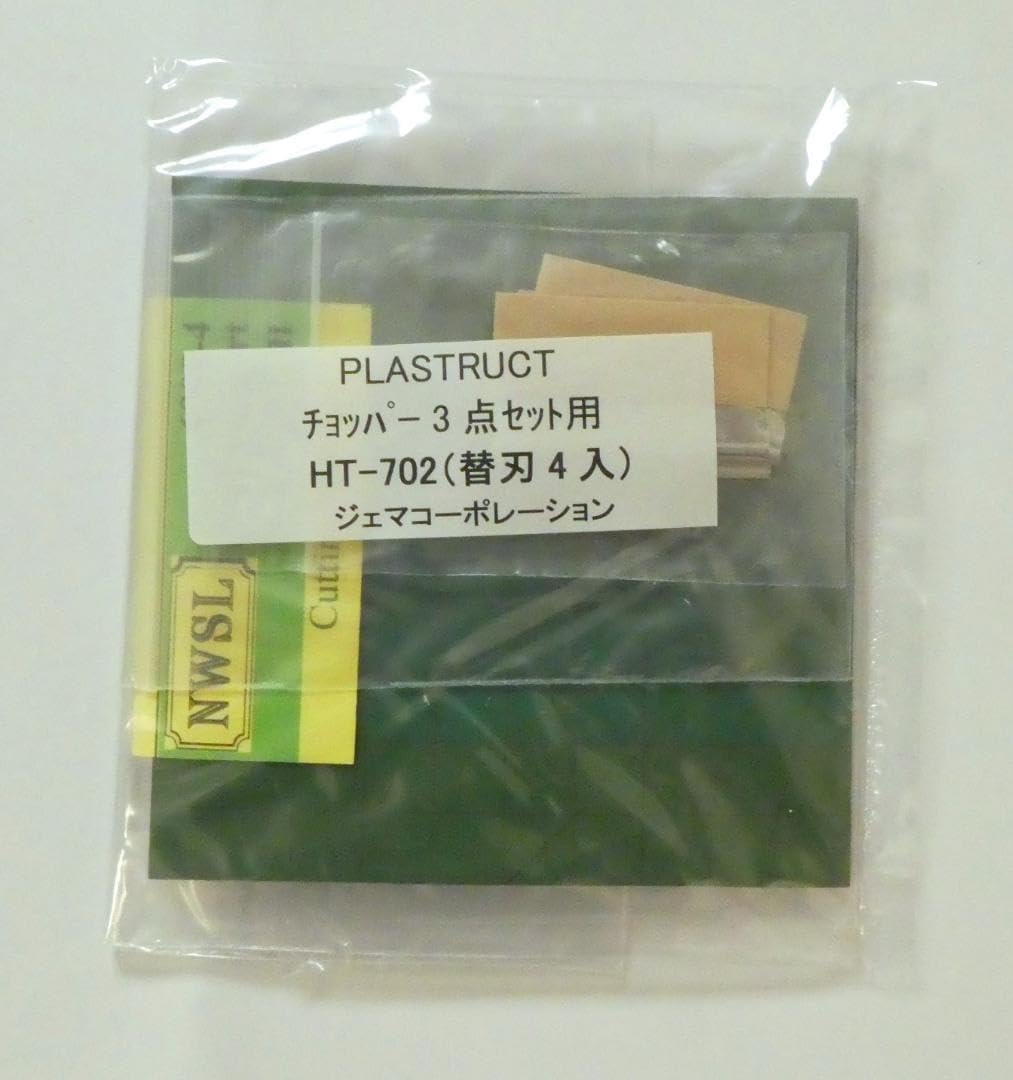 PLASTRUCT
ﾁｮｯﾊﾟｰ3点セット用
HT-702(替刃4入)
ジェマコーポレーション
NWSL